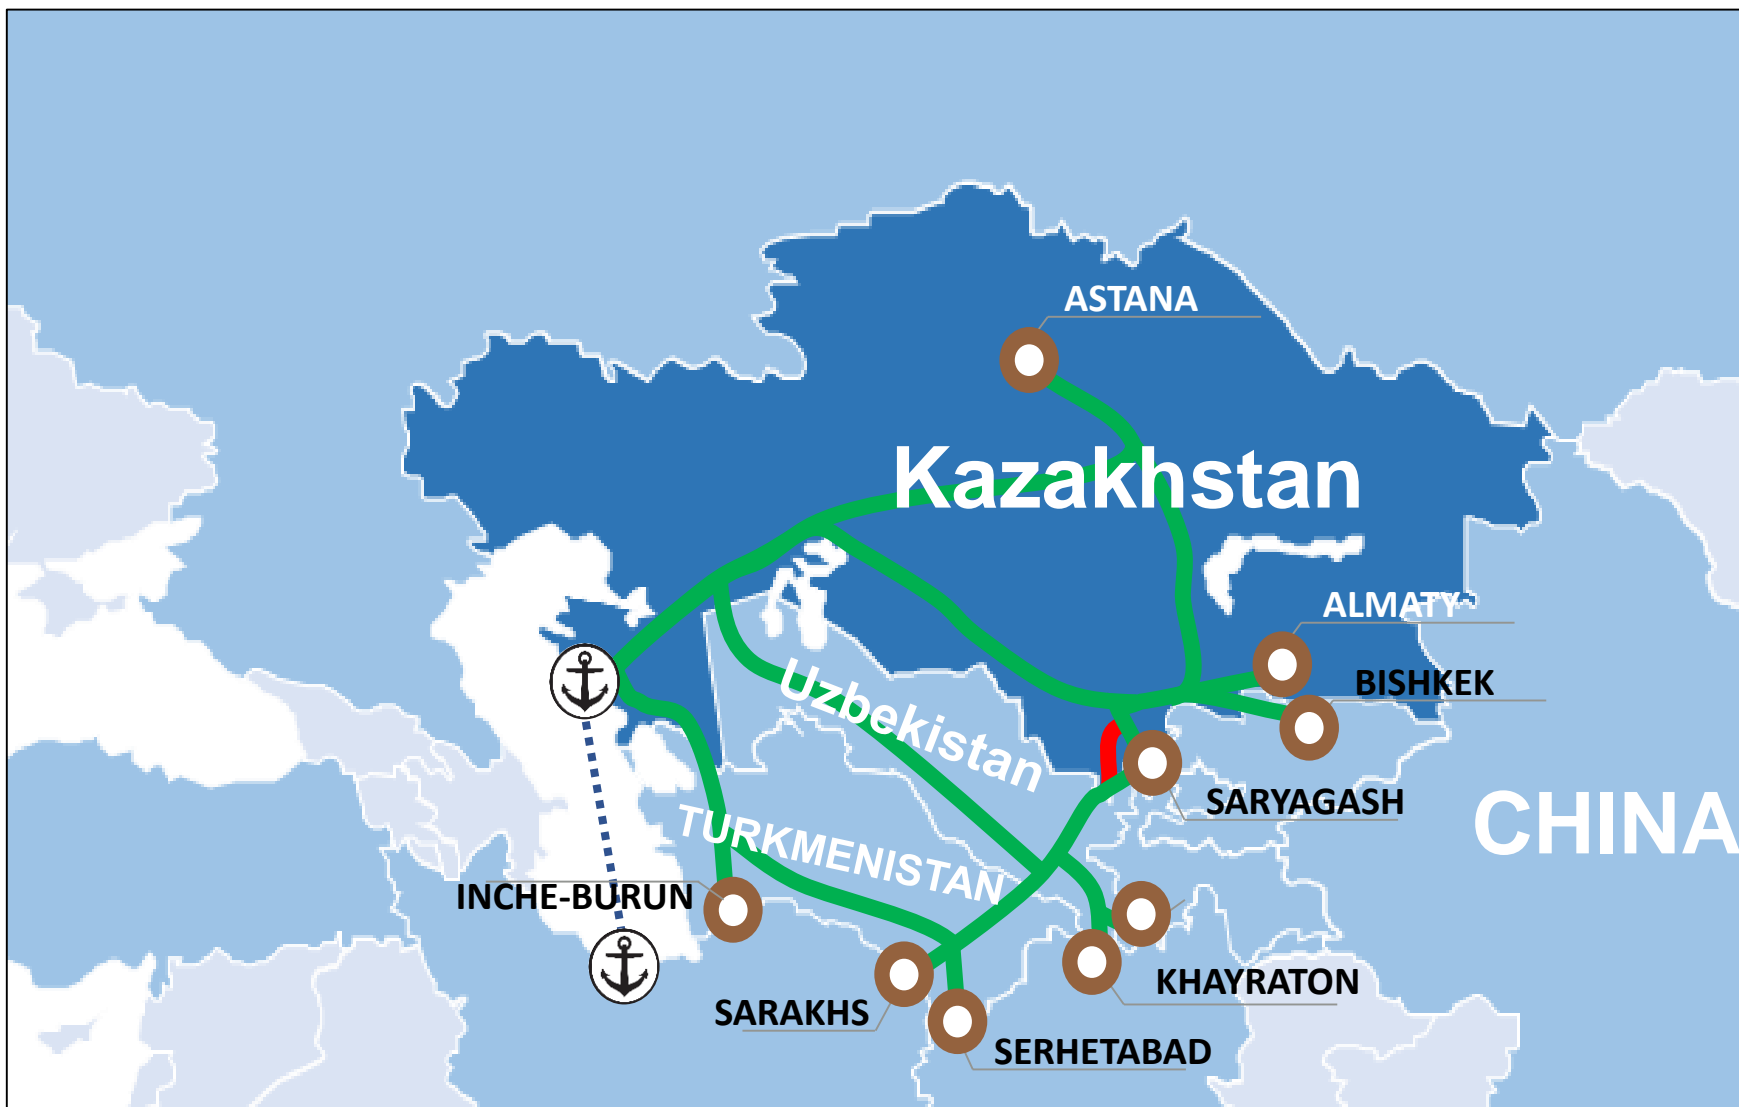 ASTANA
Kazakhstan
ALMATY
BISHKEK
Uzbekistan
SARYAGASH
CHINA
TURKMENISTAN
INCHE-BURUN
KHAYRATON
SARAKHS
SERHETABAD